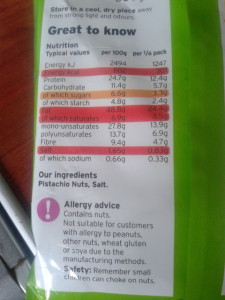 Store in a cool, dry place away
from strong light and odours.
Great to know
Nutrition
Typical values per 100g per ½ pack
Energy kJ 2494 1247
Energy kcal
Protein 24.7g 12.4g
Carbohydrate 11.4g 5.7g
of which sugars 6.6g 3.3g
of which starch 4.8g 2.4g
Fat
of which saturates
mono-unsaturates 27.8g 13.9g
polyunsaturates 13.7g 6.9g
Fibre 9.4g 4.7g
Salt 1.65g 0.83g
of which sodium 0.66g 0.33g
Our ingredients
Pistachio Nuts, Salt.
Allergy advice
Contains nuts.
Not suitable for customers
with allergy to peanuts,
other nuts, wheat gluten
or soya due to the
manufacturing methods.
Safety: Remember small
children can choke on nuts.